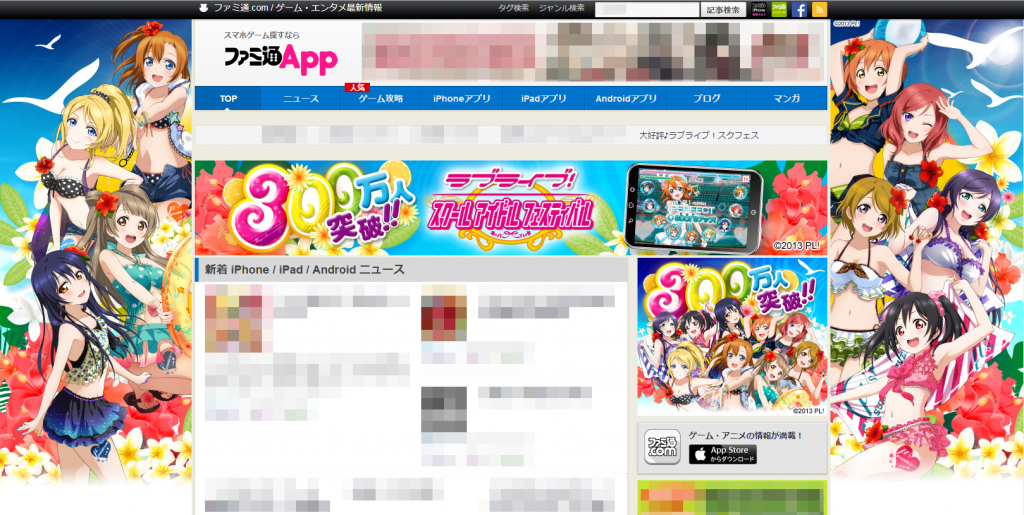 ファミ通.com / ゲーム・エンタメ最新情報
タグ検索
ジャンル検索
記事検索
©2013 PL!
スマホゲーム探すなら
ファミ通App
人気
TOP
ニュース
ゲーム攻略
iPhoneアプリ
iPadアプリ
Androidアプリ
ブログ
マンガ
大好評♪ラブライブ！スクフェス
300万人
突破!!
ラブライブ!
スクールアイドルフェスティバル
PERFECT
©2013 PL!
新着 iPhone / iPad / Android ニュース
300万人
突破!!
©2013 PL!
ファミ通
.com
ゲーム・アニメの情報が満載！
App Store
からダウンロード